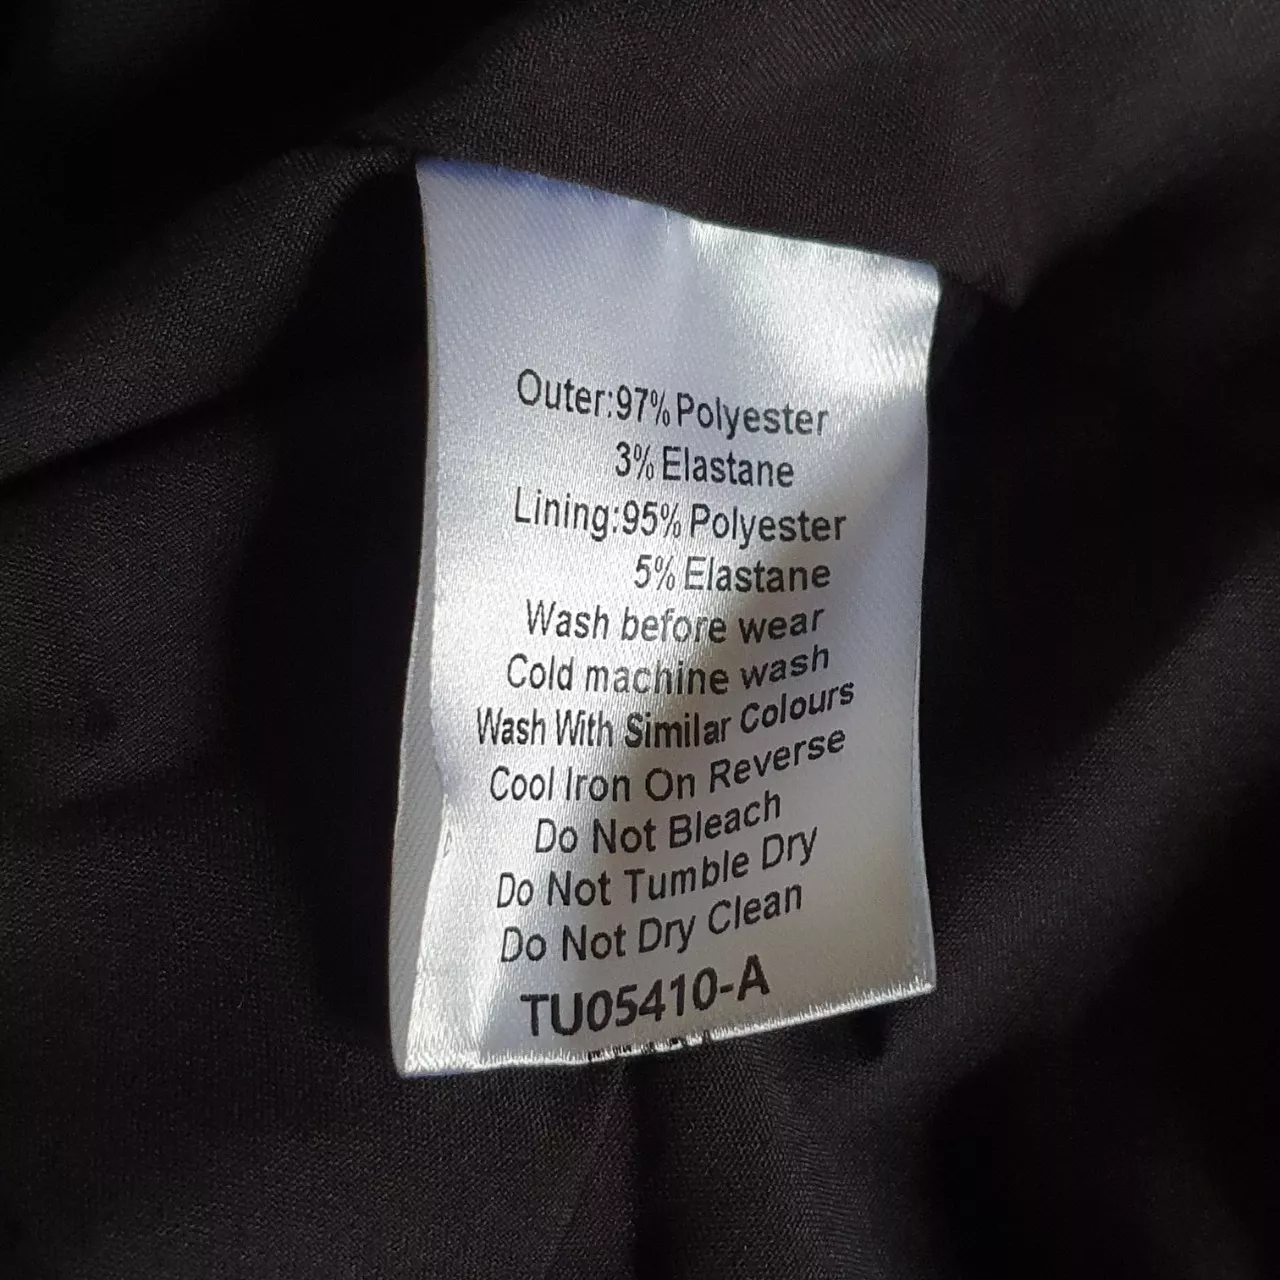 Outer:97% Polyester
3% Elastane
Lining:95% Polyester
5% Elastane
Wash before wear
Cold machine wash
Wash With Similar Colours
Cool Iron On Reverse
Do Not Bleach
Do Not Tumble Dry
Do Not Dry Clean
TU05410-A